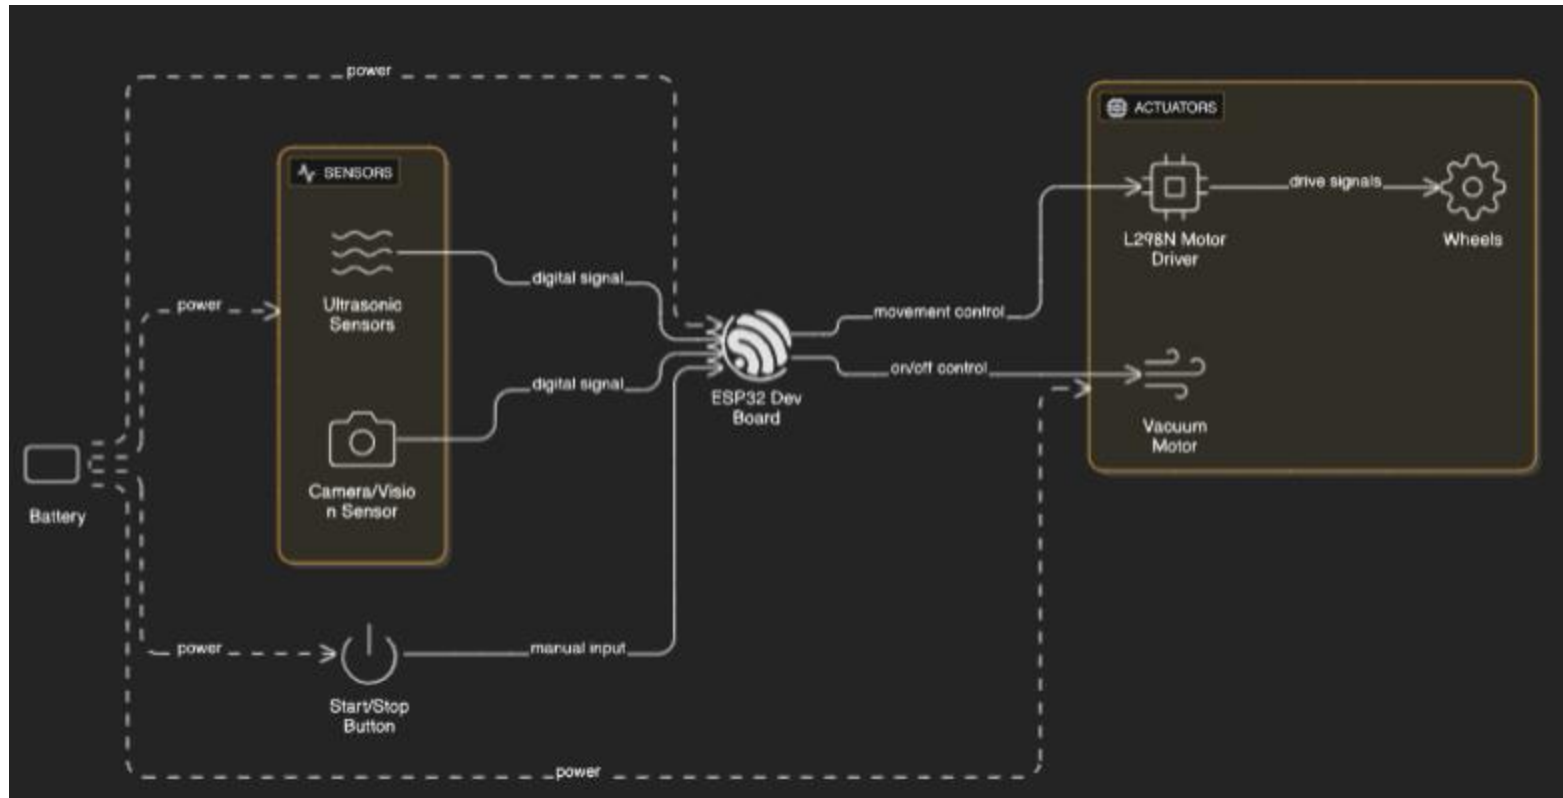 power
ACTUATORS
SENSORS
drive signals
L298N Motor
Driver
Wheels
digital signal
power
Ultrasonic
Sensors
movement control
on/off control
digital signal
ESP32 Dev
Board
Vacuum
Motor
Camera/Visio
n Sensor
Battery
power
manual input
Start/Stop
Button
power